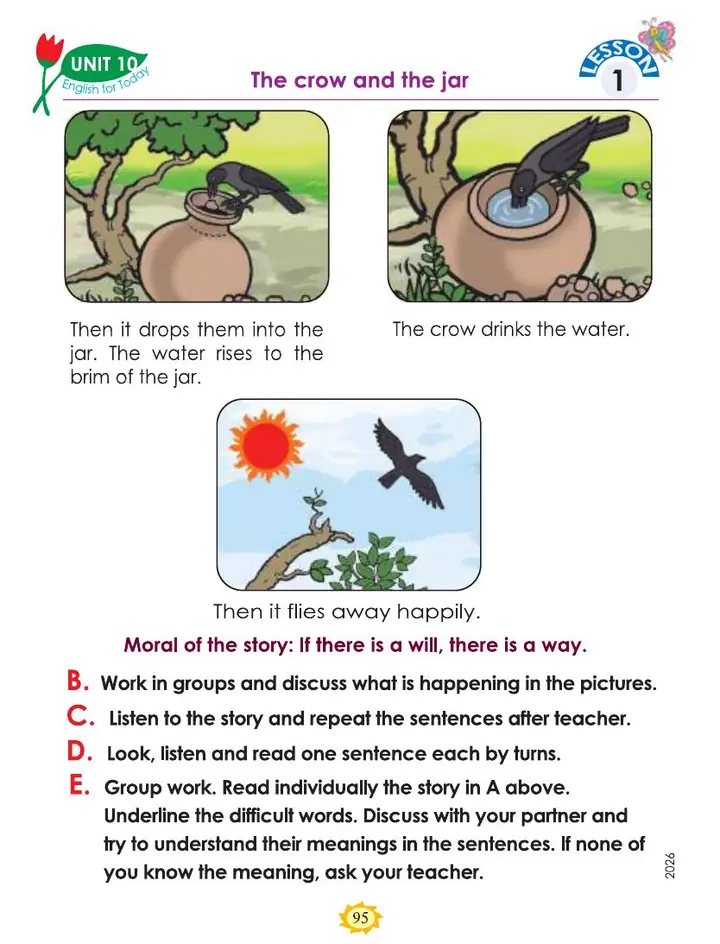 UNIT 10
English for Today
The crow and the jar
LESSON
1
Then it drops them into the
jar. The water rises to the
brim of the jar.
The crow drinks the water.
Then it flies away happily.
Moral of the story: If there is a will, there is a way.
B. Work in groups and discuss what is happening in the pictures.
C. Listen to the story and repeat the sentences after teacher.
D. Look, listen and read one sentence each by turns.
E. Group work. Read individually the story in A above.
Underline the difficult words. Discuss with your partner and
try to understand their meanings in the sentences. If none of
you know the meaning, ask your teacher.
2026
95